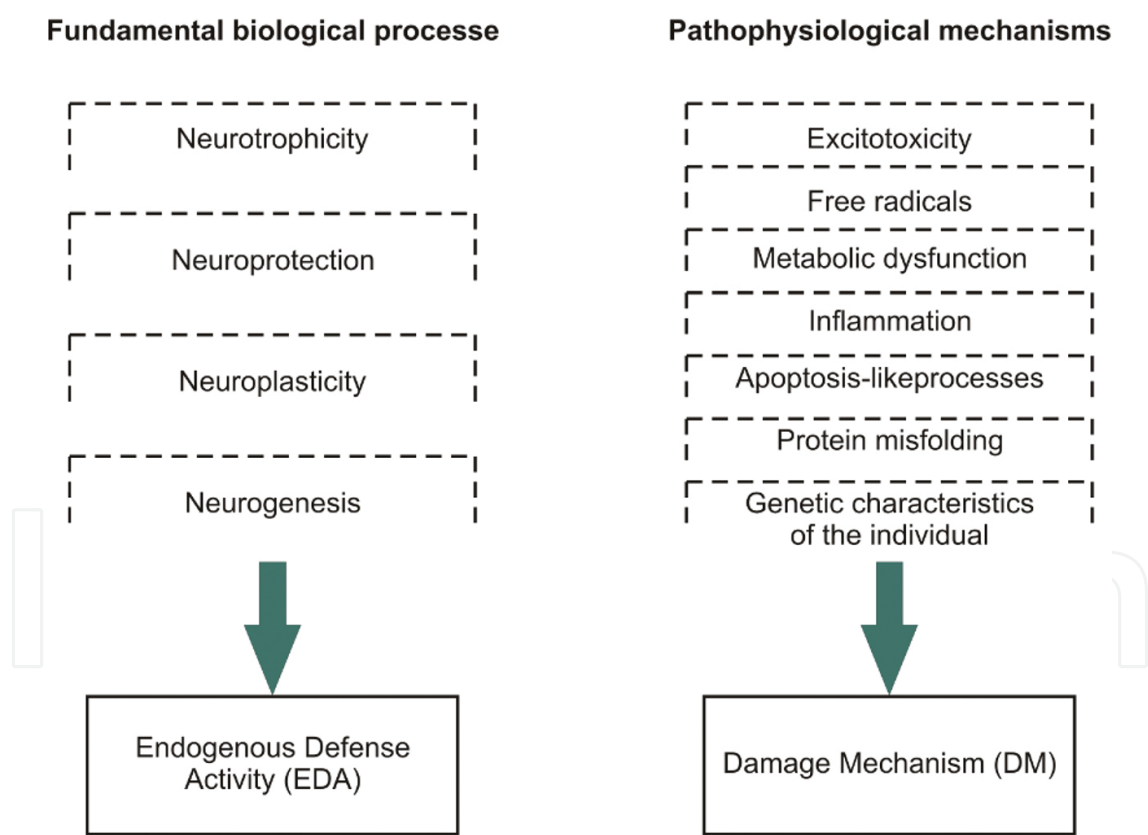 Fundamental biological processe
Neurotrophicity
Neuroprotection
Neuroplasticity
Neurogenesis
Endogenous Defense
Activity (EDA)
Pathophysiological mechanisms
Excitotoxicity
Free radicals
Metabolic dysfunction
Inflammation
Apoptosis-likeprocesses
Protein misfolding
Genetic characteristics
of the individual
Damage Mechanism (DM)